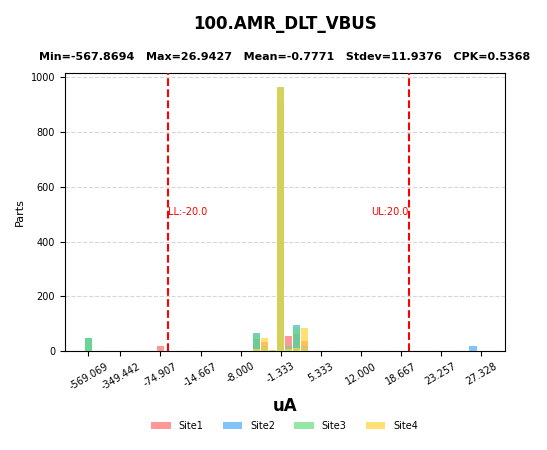 100.AMR_DLT_VBUS
Min=-567.8694 Max=26.9427 Mean=-0.7771 Stdev=11.9376 CPK=0.5368
1000
800
600
400
200
0
Parts
LL:-20.0
UL:20.0
-569.069
-349.442
-74.907
-14.667
-8.000
-1.333
5.333
12.000
18.667
23.257
27.328
uA
Site1 Site2 Site3 Site4